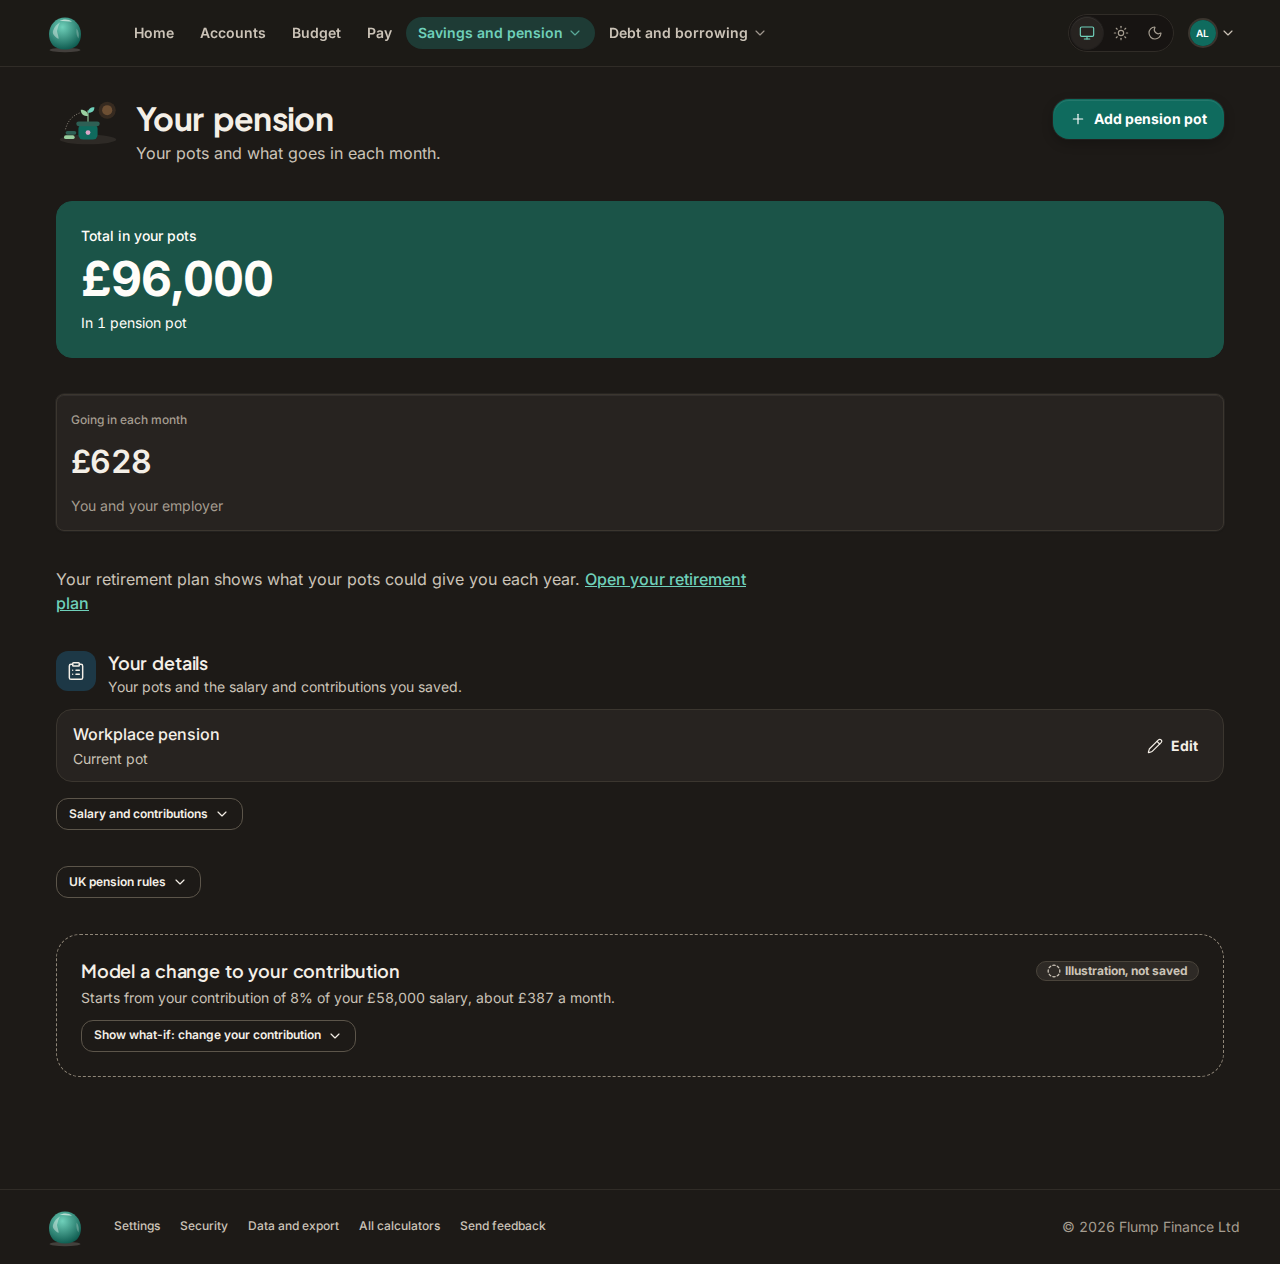 Home
Accounts
Budget
Pay
Savings and pension
Debt and borrowing
AL
Your pension
Your pots and what goes in each month.
Add pension pot
Total in your pots
£96,000
In 1 pension pot
Going in each month
£628
You and your employer
Your retirement plan shows what your pots could give you each year. Open your retirement
plan
Your details
Your pots and the salary and contributions you saved.
Workplace pension
Current pot
Edit
Salary and contributions
UK pension rules
Model a change to your contribution
Illustration, not saved
Starts from your contribution of 8% of your £58,000 salary, about £387 a month.
Show what-if: change your contribution
Settings
Security
Data and export
All calculators
Send feedback
© 2026 Flump Finance Ltd